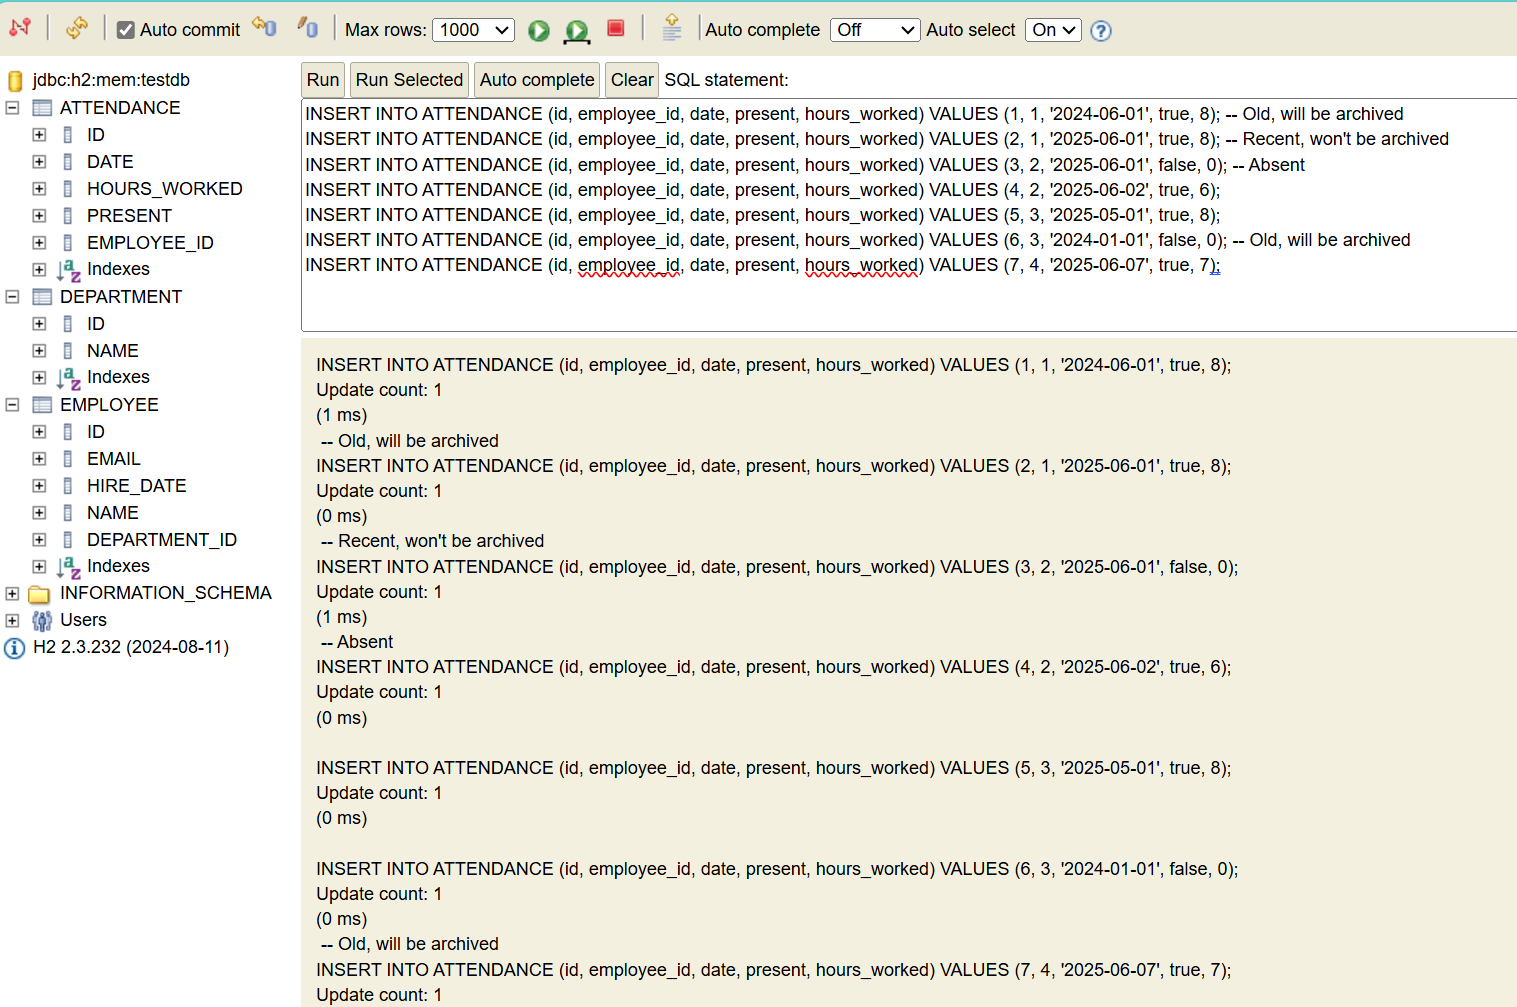 Auto commit Max rows: 1000 Auto complete Off Auto select On ?
jdbc:h2:mem:testdb
ATTENDANCE
ID
DATE
HOURS_WORKED
PRESENT
EMPLOYEE_ID
Indexes
DEPARTMENT
ID
NAME
Indexes
EMPLOYEE
ID
EMAIL
HIRE_DATE
NAME
DEPARTMENT_ID
Indexes
INFORMATION_SCHEMA
Users
H2 2.3.232 (2024-08-11)
Run Run Selected Auto complete Clear SQL statement:
INSERT INTO ATTENDANCE (id, employee_id, date, present, hours_worked) VALUES (1, 1, '2024-06-01', true, 8); -- Old, will be archived
INSERT INTO ATTENDANCE (id, employee_id, date, present, hours_worked) VALUES (2, 1, '2025-06-01', true, 8); -- Recent, won't be archived
INSERT INTO ATTENDANCE (id, employee_id, date, present, hours_worked) VALUES (3, 2, '2025-06-01', false, 0); -- Absent
INSERT INTO ATTENDANCE (id, employee_id, date, present, hours_worked) VALUES (4, 2, '2025-06-02', true, 6);
INSERT INTO ATTENDANCE (id, employee_id, date, present, hours_worked) VALUES (5, 3, '2025-05-01', true, 8);
INSERT INTO ATTENDANCE (id, employee_id, date, present, hours_worked) VALUES (6, 3, '2024-01-01', false, 0); -- Old, will be archived
INSERT INTO ATTENDANCE (id, employee_id, date, present, hours_worked) VALUES (7, 4, '2025-06-07', true, 7);
INSERT INTO ATTENDANCE (id, employee_id, date, present, hours_worked) VALUES (1, 1, '2024-06-01', true, 8);
Update count: 1
(1 ms)
-- Old, will be archived
INSERT INTO ATTENDANCE (id, employee_id, date, present, hours_worked) VALUES (2, 1, '2025-06-01', true, 8);
Update count: 1
(0 ms)
-- Recent, won't be archived
INSERT INTO ATTENDANCE (id, employee_id, date, present, hours_worked) VALUES (3, 2, '2025-06-01', false, 0);
Update count: 1
(1 ms)
-- Absent
INSERT INTO ATTENDANCE (id, employee_id, date, present, hours_worked) VALUES (4, 2, '2025-06-02', true, 6);
Update count: 1
(0 ms)
INSERT INTO ATTENDANCE (id, employee_id, date, present, hours_worked) VALUES (5, 3, '2025-05-01', true, 8);
Update count: 1
(0 ms)
INSERT INTO ATTENDANCE (id, employee_id, date, present, hours_worked) VALUES (6, 3, '2024-01-01', false, 0);
Update count: 1
(0 ms)
-- Old, will be archived
INSERT INTO ATTENDANCE (id, employee_id, date, present, hours_worked) VALUES (7, 4, '2025-06-07', true, 7);
Update count: 1